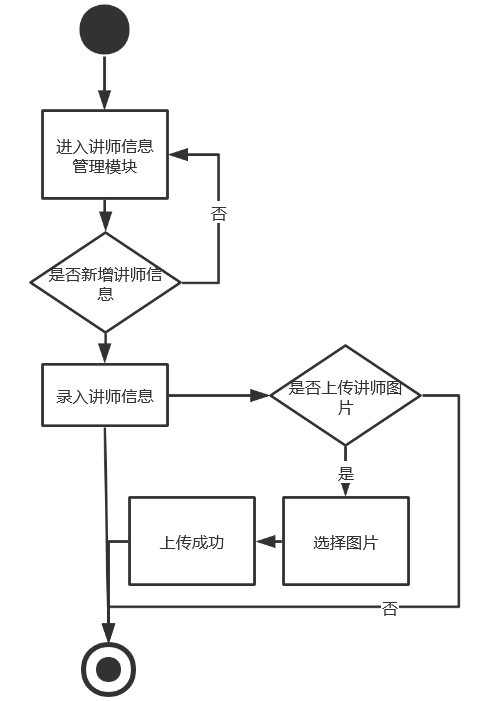 进入讲师信息
管理模块
否
是否新增讲师信
息
录入讲师信息
是否上传讲师图
片
是
上传成功
选择图片
否